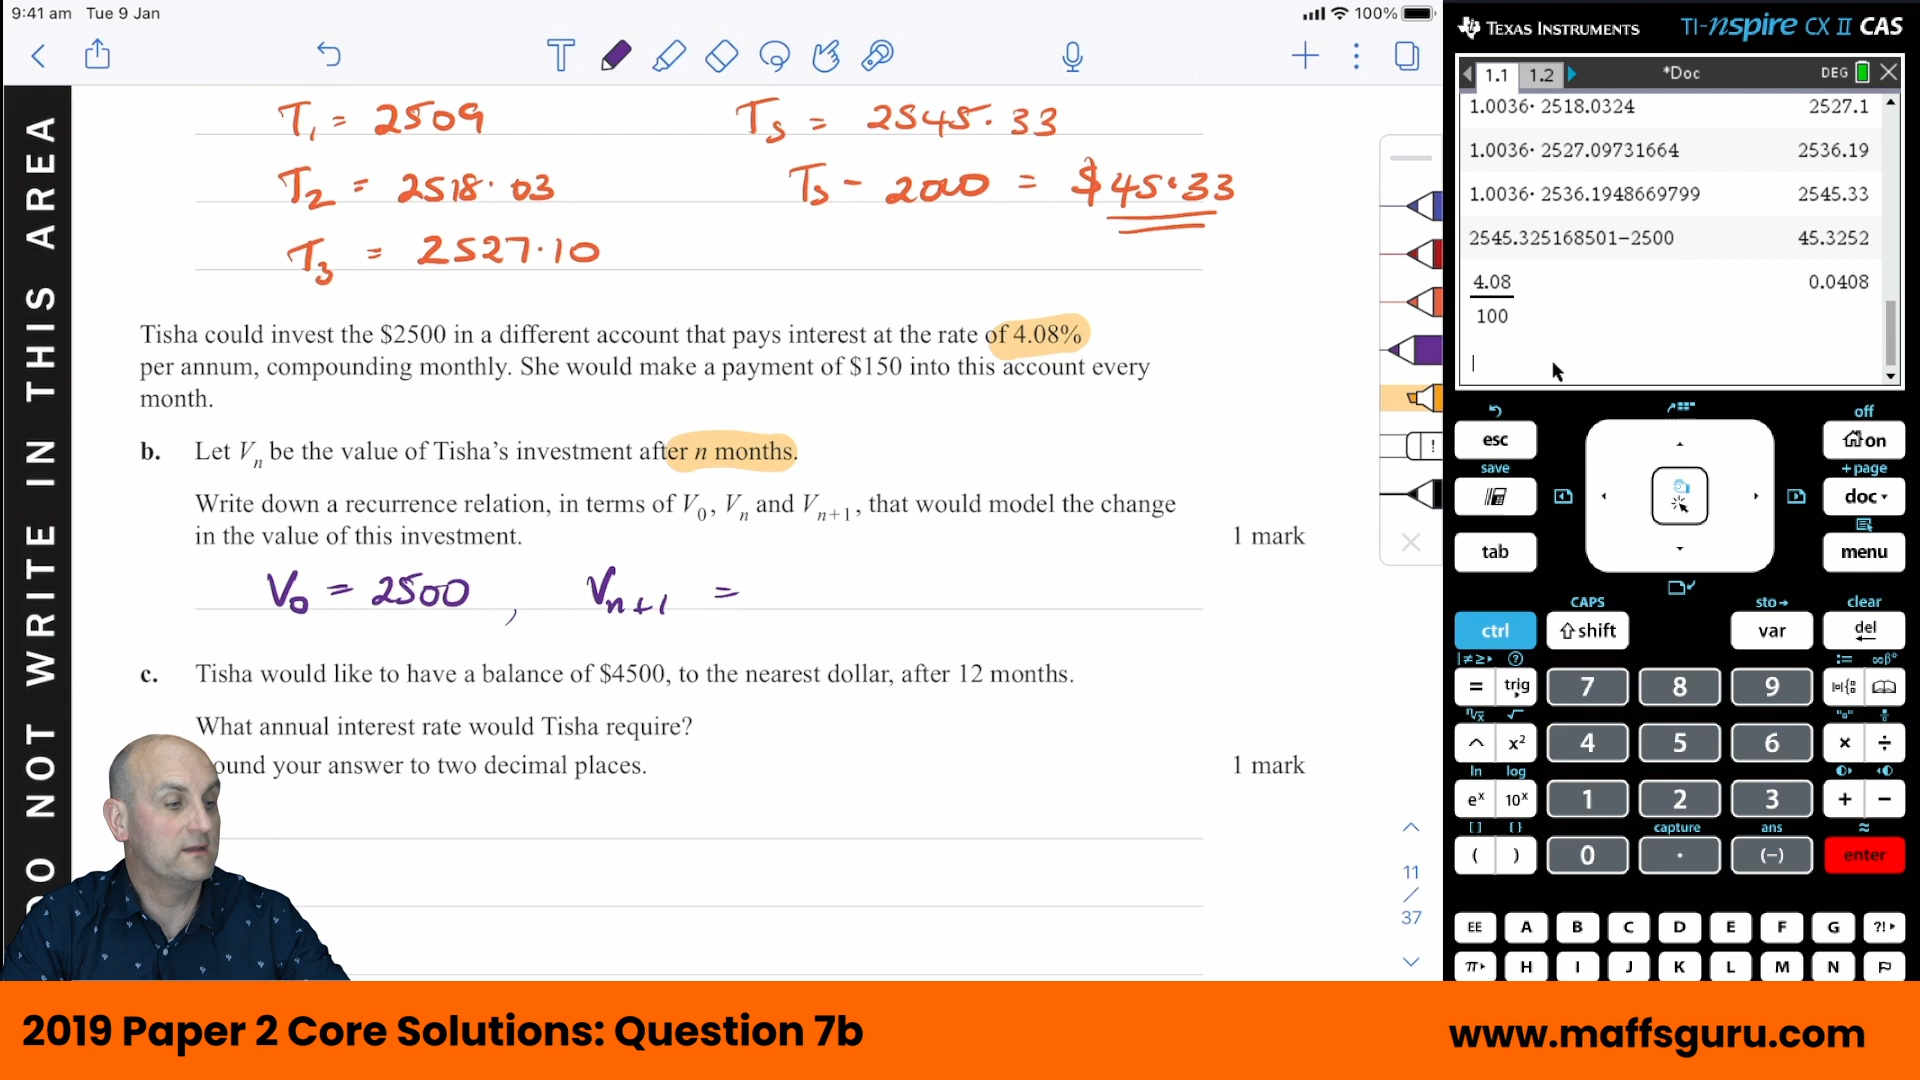 9:41 am Tue 9 Jan
100%
T
DO NOT WRITE IN THIS AREA
T1 = 2509
T5 = 2545.33
T2 = 2518.03
T5 - 2000 = $45.33
T3 = 2527.10
Tisha could invest the $2500 in a different account that pays interest at the rate of 4.08%
per annum, compounding monthly. She would make a payment of $150 into this account every
month.
b. Let Vn be the value of Tisha’s investment after n months.
Write down a recurrence relation, in terms of V0, Vn and Vn+1, that would model the change
in the value of this investment.
1 mark
V0 = 2500 , Vn+1 =
c. Tisha would like to have a balance of $4500, to the nearest dollar, after 12 months.
What annual interest rate would Tisha require?
ound your answer to two decimal places.
1 mark
11
/
37
TEXAS INSTRUMENTS TI-nspire CX II CAS
1.1 1.2 *Doc DEG
1.0036·2518.0324 2527.1
1.0036·2527.09731664 2536.19
1.0036·2536.1948669799 2545.33
2545.325168501−2500 45.3252
4.08
100
0.0408
off
esc on
save +page
doc
tab menu
CAPS sto→ clear
ctrl shift var del
|≠≥▸ ? := ∞β°
= trig 7 8 9
ⁿ√x √
^ x² 4 5 6 × ÷
ln log
eˣ 10ˣ 1 2 3 + −
[ ] { } capture ans ≈
( ) 0 . (−) enter
EE A B C D E F G ?!▸
π▸ H I J K L M N
2019 Paper 2 Core Solutions: Question 7b
www.maffsguru.com